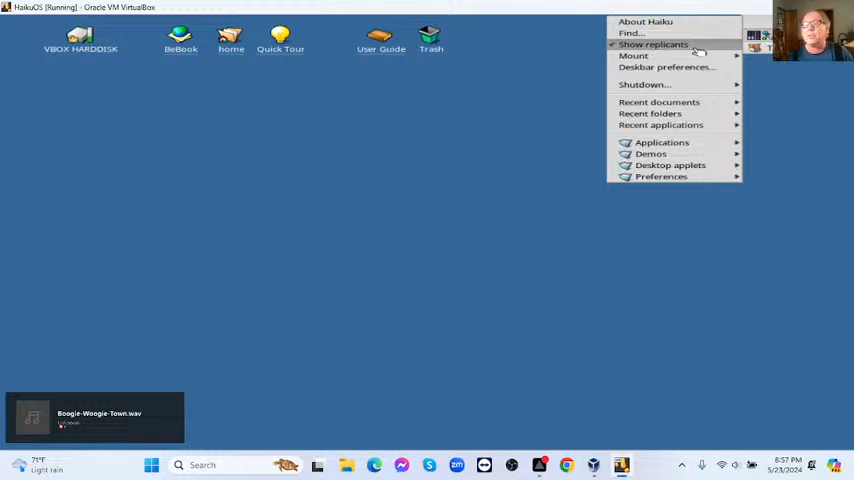 HaikuOS [Running] - Oracle VM VirtualBox
VBOX HARDDISK
BeBook
home
Quick Tour
User Guide
Trash
About Haiku
Find...
Show replicants
Mount
Deskbar preferences...
Shutdown...
Recent documents
Recent folders
Recent applications
Applications
Demos
Desktop applets
Preferences
Boogie-Woogie-Town.wav
71°F
Light rain
Search
8:57 PM
5/23/2024